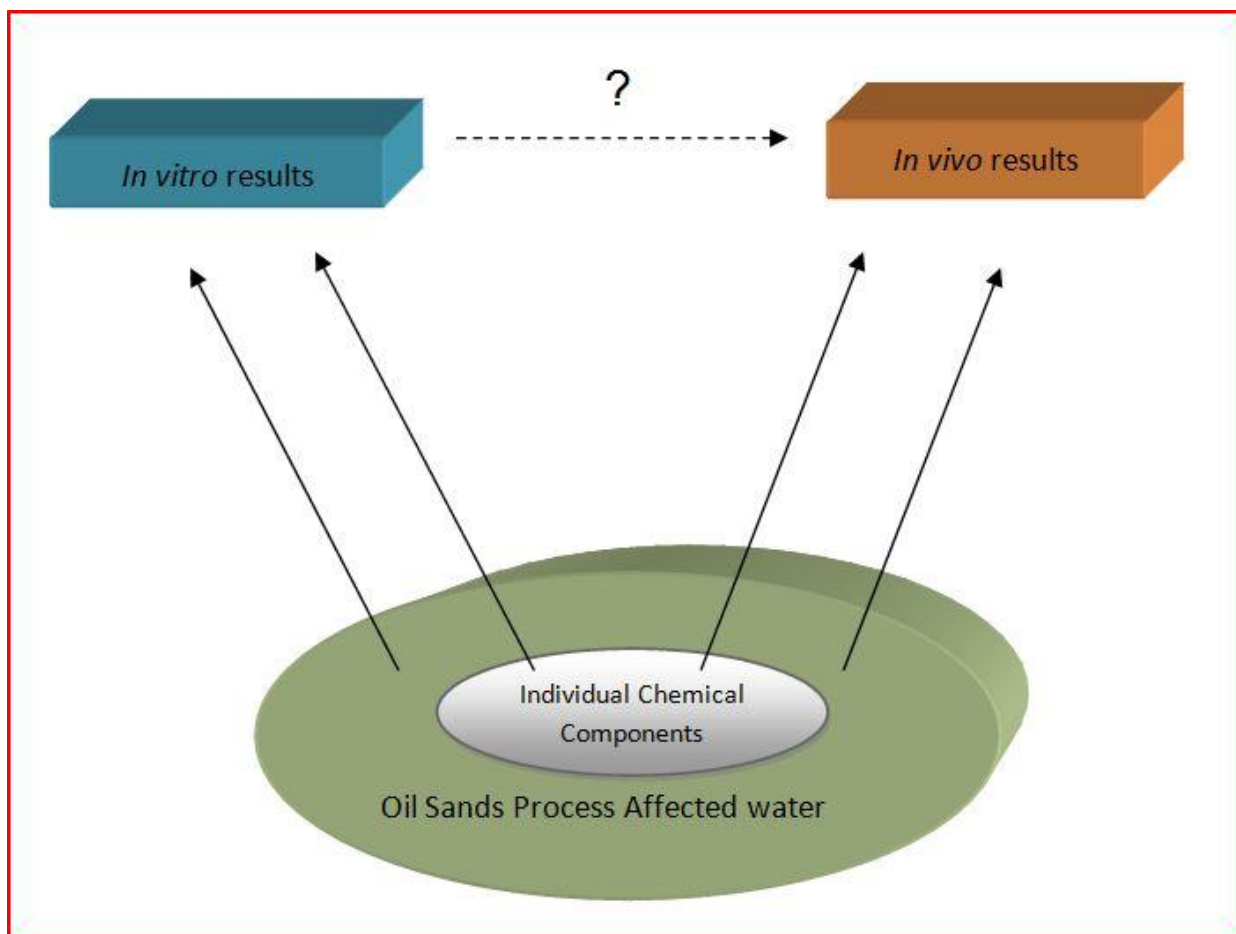 ?
In vitro results
In vivo results
Individual Chemical
Components
Oil Sands Process Affected water